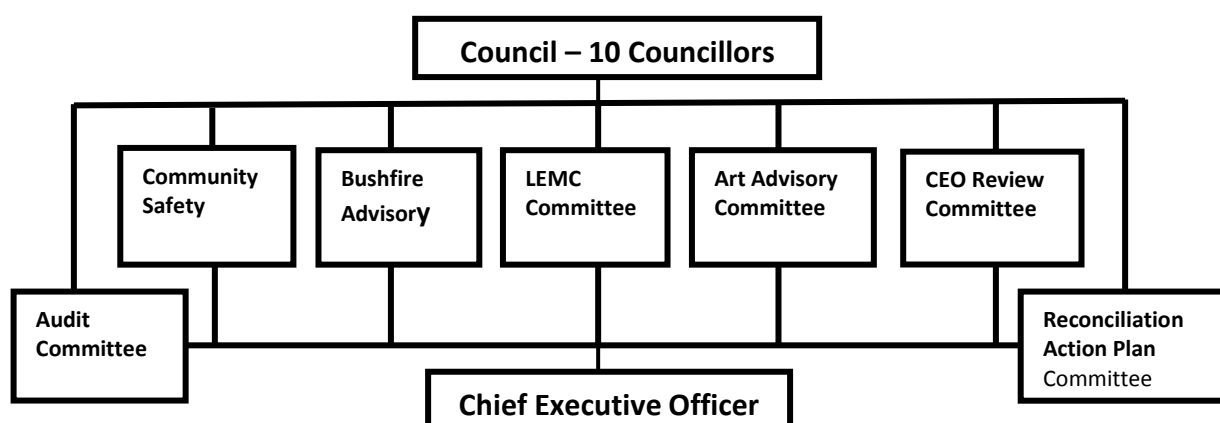 Council – 10 Councillors
Community
Safety
Bushfire
Advisory
LEMC
Committee
Art Advisory
Committee
CEO Review
Committee
Audit
Committee
Reconciliation
Action Plan
Committee
Chief Executive Officer